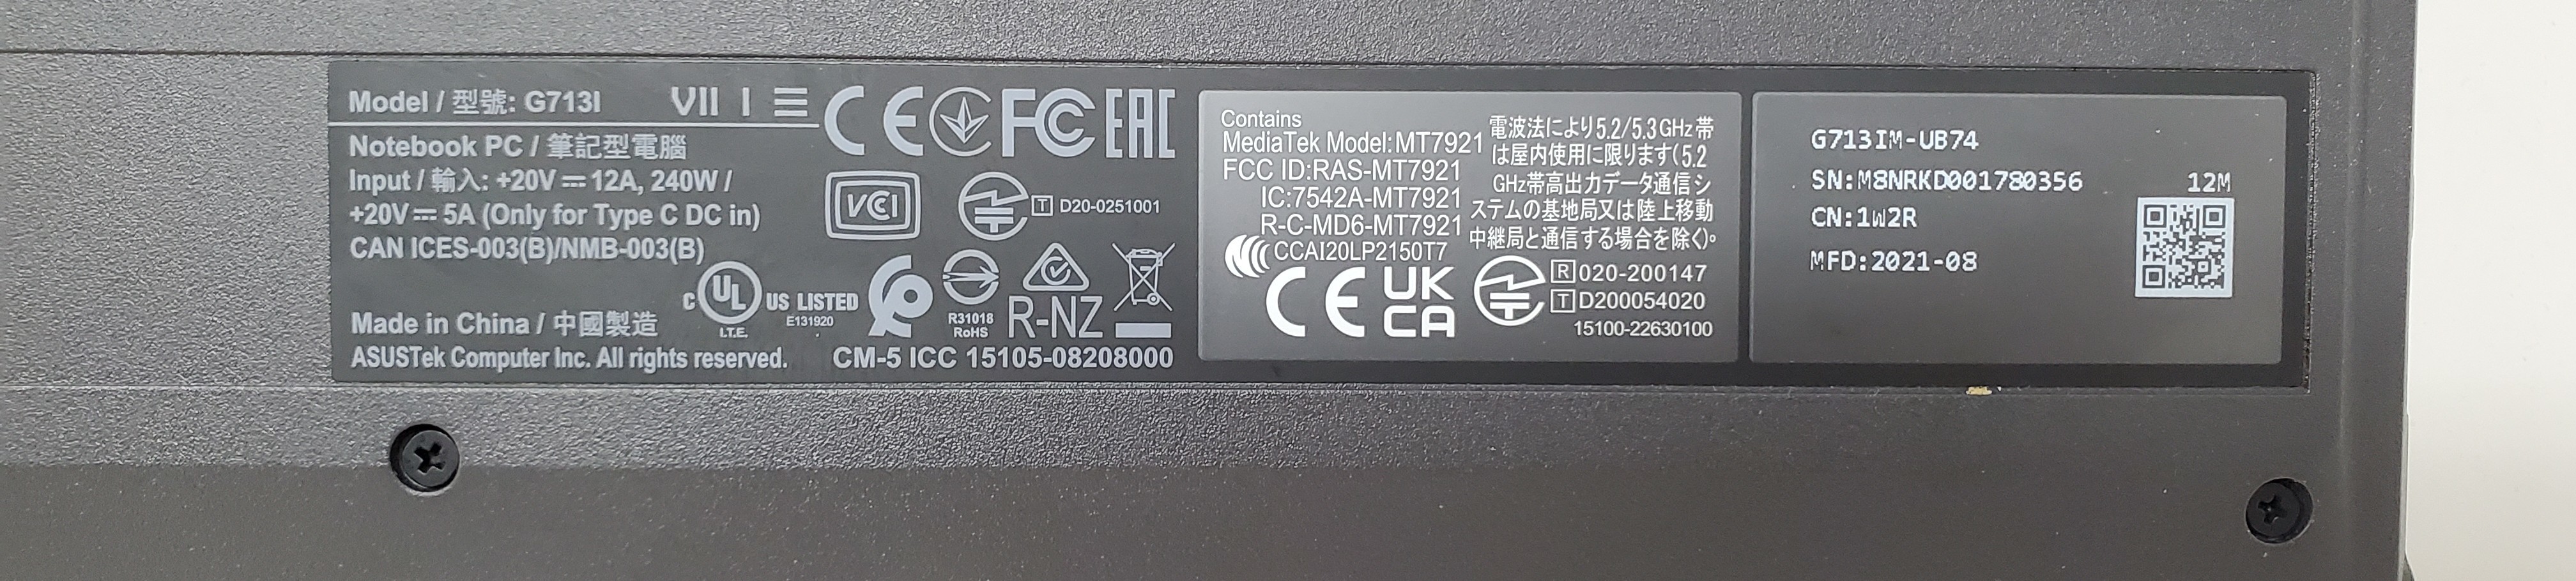 Model / 型號: G713I
VII I 三
Notebook PC / 筆記型電腦
Input / 輸入: +20V ⎓ 12A, 240W /
+20V ⎓ 5A (Only for Type C DC in)
CAN ICES-003(B)/NMB-003(B)
Made in China / 中國製造
ASUSTek Computer Inc. All rights reserved.
CE FC EAC
VCI
T D20-0251001
C UL US LISTED
I.T.E. E131920
R31018
RoHS
R-NZ
CM-5 ICC 15105-08208000
Contains
MediaTek Model:MT7921
FCC ID:RAS-MT7921
IC:7542A-MT7921
R-C-MD6-MT7921
CCAI20LP2150T7
CE UK
CA
電波法により5.2/5.3GHz帯
は屋内使用に限ります(5.2
GHz帯高出力データ通信シ
ステムの基地局又は陸上移動
中継局と通信する場合を除く)。
R 020-200147
T D200054020
15100-22630100
G713IM-UB74
SN:M8NRKD001780356
CN:1W2R
MFD:2021-08
12M